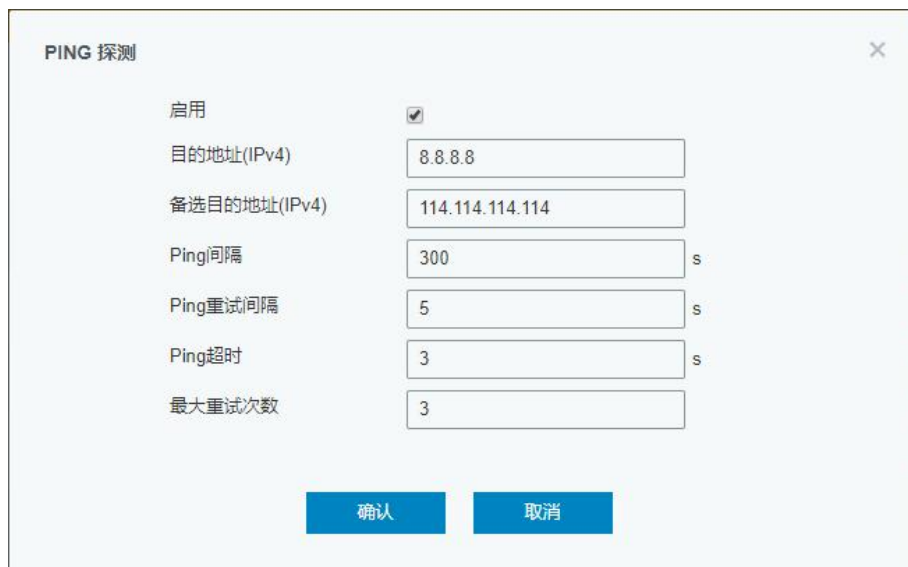 PING 探测
启用
目的地址(IPv4) 8.8.8.8
备选目的地址(IPv4) 114.114.114.114
Ping间隔 300 s
Ping重试间隔 5 s
Ping超时 3 s
最大重试次数 3
确认 取消